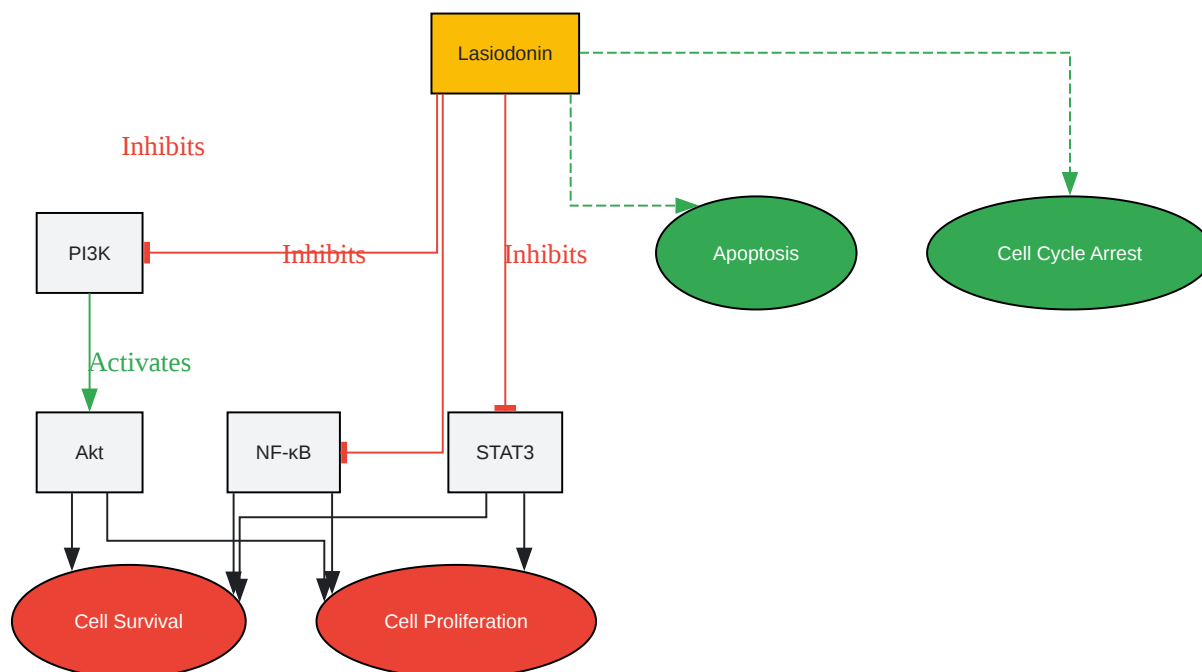 Lasiodonin
Inhibits
PI3K
Inhibits
Inhibits
Apoptosis
Cell Cycle Arrest
Activates
Akt
NF-κB
STAT3
Cell Survival
Cell Proliferation